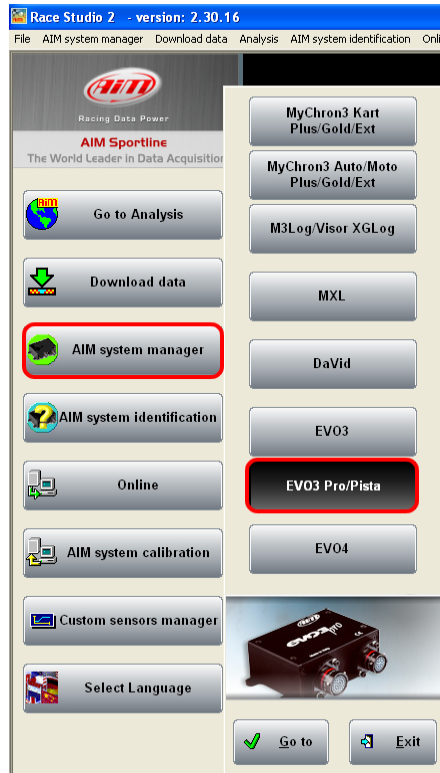 Race Studio 2 - version: 2.30.16
File AIM system manager Download data Analysis AIM system identification Onli
AiM
Racing Data Power
AIM Sportline
The World Leader in Data Acquisition
Go to Analysis
Download data
AIM system manager
AIM system identification
Online
AIM system calibration
Custom sensors manager
Select Language
MyChron3 Kart
Plus/Gold/Ext
MyChron3 Auto/Moto
Plus/Gold/Ext
M3Log/Visor XGLog
MXL
DaVid
EVO3
EVO3 Pro/Pista
EVO4
AiM
EVO3 pro
Go to
Exit